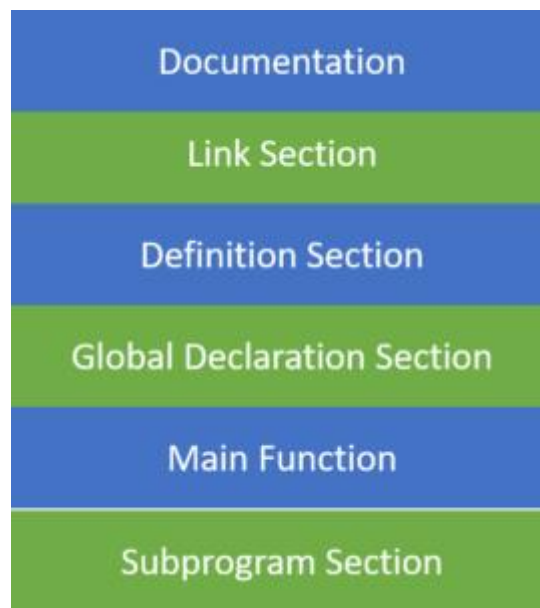 Documentation
Link Section
Definition Section
Global Declaration Section
Main Function
Subprogram Section